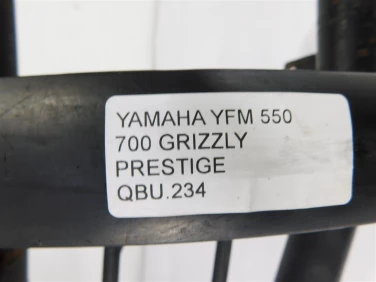 YAMAHA YFM 550
700 GRIZZLY
PRESTIGE
QBU.234